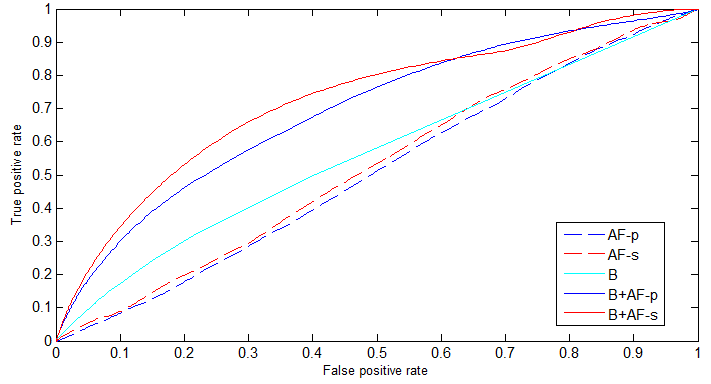 1
0.9
0.8
0.7
0.6
0.5
0.4
0.3
0.2
0.1
0
True positive rate
0 0.1 0.2 0.3 0.4 0.5 0.6 0.7 0.8 0.9 1
False positive rate
AF-p
AF-s
B
B+AF-p
B+AF-s